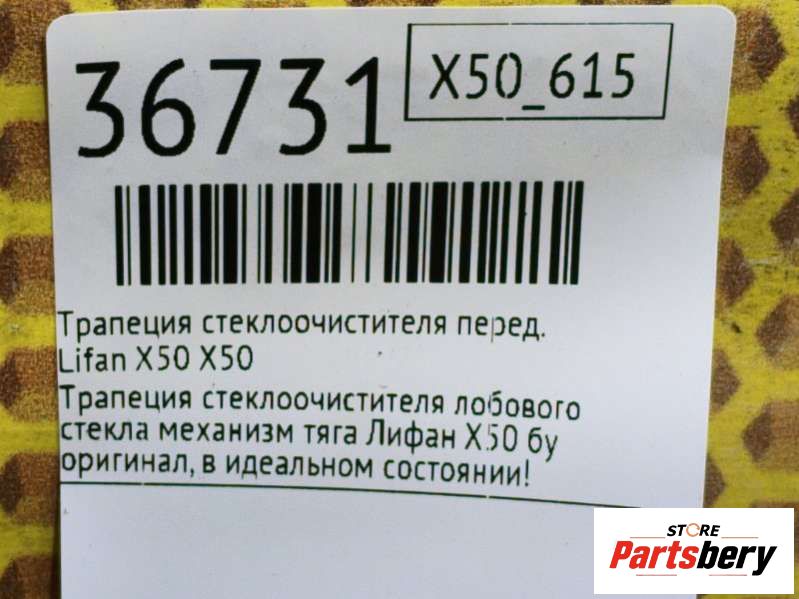 36731
X50_615
Трапеция стеклоочистителя перед.
Lifan X50 X50
Трапеция стеклоочистителя лобового
стекла механизм тяга Лифан Х50 бу
оригинал, в идеальном состоянии!
STORE
Partsbery